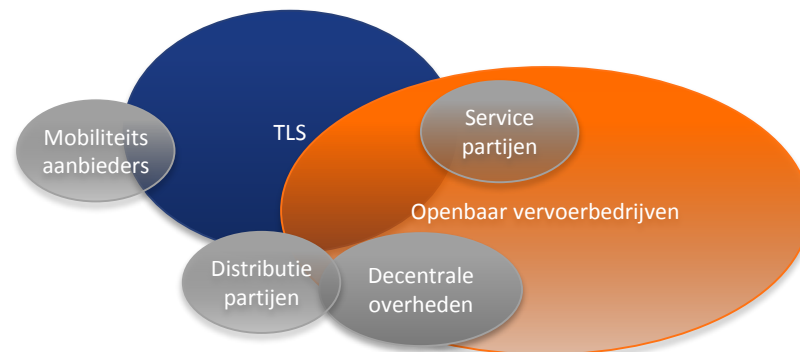 TLS
Service
partijen
Mobiliteits
aanbieders
Openbaar vervoerbedrijven
Distributie
partijen
Decentrale
overheden